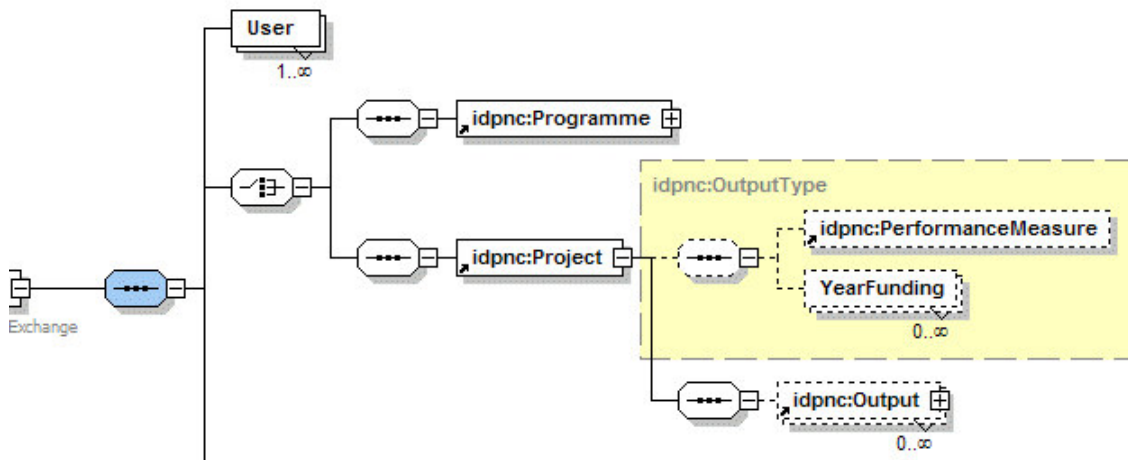 User
1..∞
idpnc:Programme
idpnc:OutputType
idpnc:PerformanceMeasure
idpnc:Project
YearFunding
0..∞
Exchange
idpnc:Output
0..∞